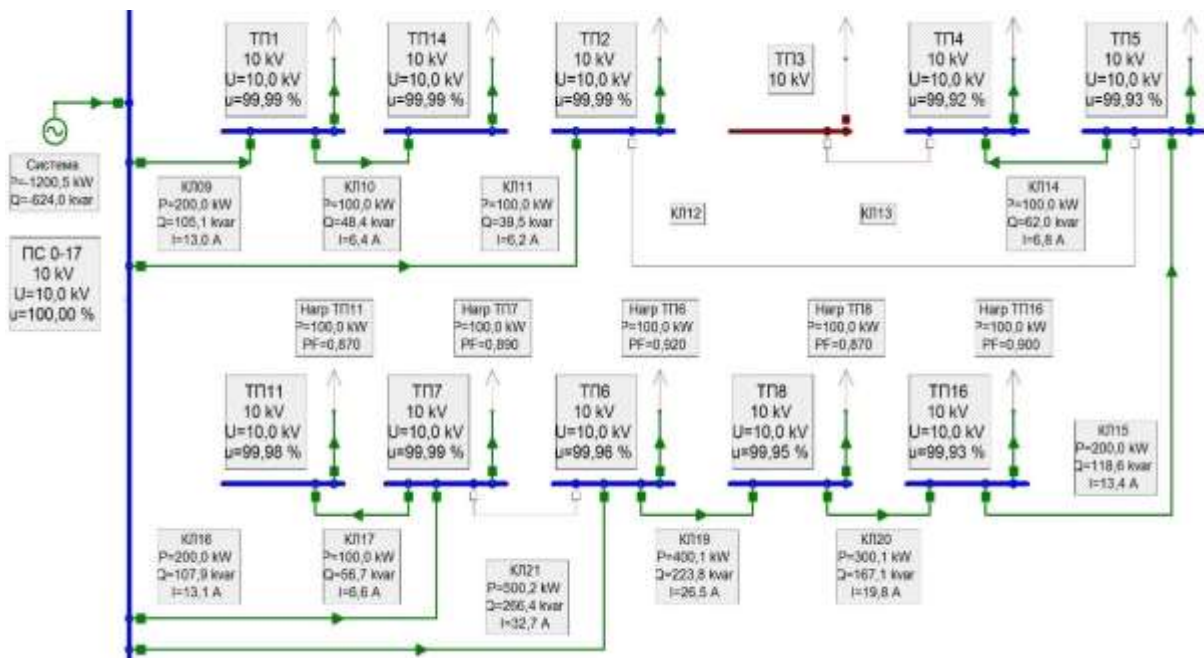 ТП1
10 kV
U=10,0 kV
u=99,99 %
ТП14
10 kV
U=10,0 kV
u=99,99 %
ТП2
10 kV
U=10,0 kV
u=99,99 %
ТП3
10 kV
ТП4
10 kV
U=10,0 kV
u=99,92 %
ТП5
10 kV
U=10,0 kV
u=99,93 %
Система
P=-1200,5 kW
Q=-624,0 kvar
КЛ09
P=200,0 kW
Q=105,1 kvar
I=13,0 A
КЛ10
P=100,0 kW
Q=48,4 kvar
I=6,4 A
КЛ11
P=100,0 kW
Q=39,5 kvar
I=6,2 A
КЛ12
КЛ13
КЛ14
P=100,0 kW
Q=62,0 kvar
I=6,8 A
ПС 0-17
10 kV
U=10,0 kV
u=100,00 %
Нагр ТП11
P=100,0 kW
PF=0,870
Нагр ТП7
P=100,0 kW
PF=0,890
Нагр ТП6
P=100,0 kW
PF=0,920
Нагр ТП8
P=100,0 kW
PF=0,870
Нагр ТП16
P=100,0 kW
PF=0,900
ТП11
10 kV
U=10,0 kV
u=99,98 %
ТП7
10 kV
U=10,0 kV
u=99,99 %
ТП6
10 kV
U=10,0 kV
u=99,96 %
ТП8
10 kV
U=10,0 kV
u=99,95 %
ТП16
10 kV
U=10,0 kV
u=99,93 %
КЛ15
P=200,0 kW
Q=118,6 kvar
I=13,4 A
КЛ16
P=200,0 kW
Q=107,9 kvar
I=13,1 A
КЛ17
P=100,0 kW
Q=56,7 kvar
I=6,6 A
КЛ21
P=500,2 kW
Q=266,4 kvar
I=32,7 A
КЛ19
P=400,1 kW
Q=223,8 kvar
I=26,5 A
КЛ20
P=300,1 kW
Q=167,1 kvar
I=19,8 A